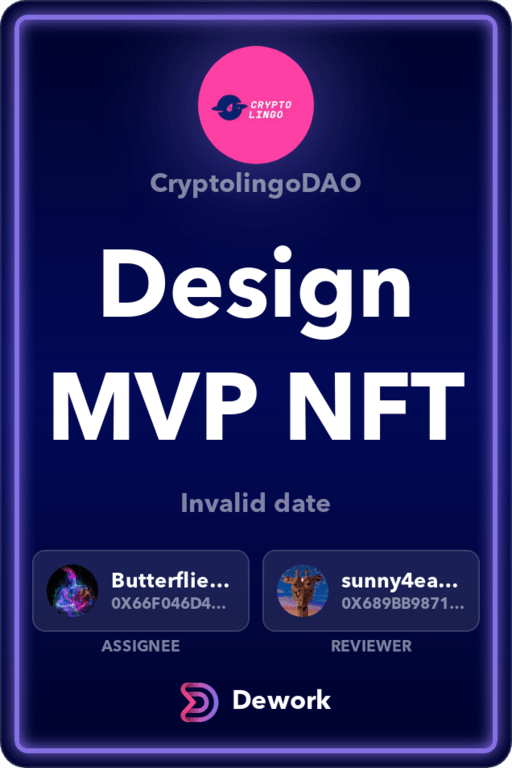 CRYPTO
LINGO
CryptolingoDAO
Design
MVP NFT
Invalid date
Butterflie...
0X66F046D4...
ASSIGNEE
sunny4ea...
0X689BB9871...
REVIEWER
Dework